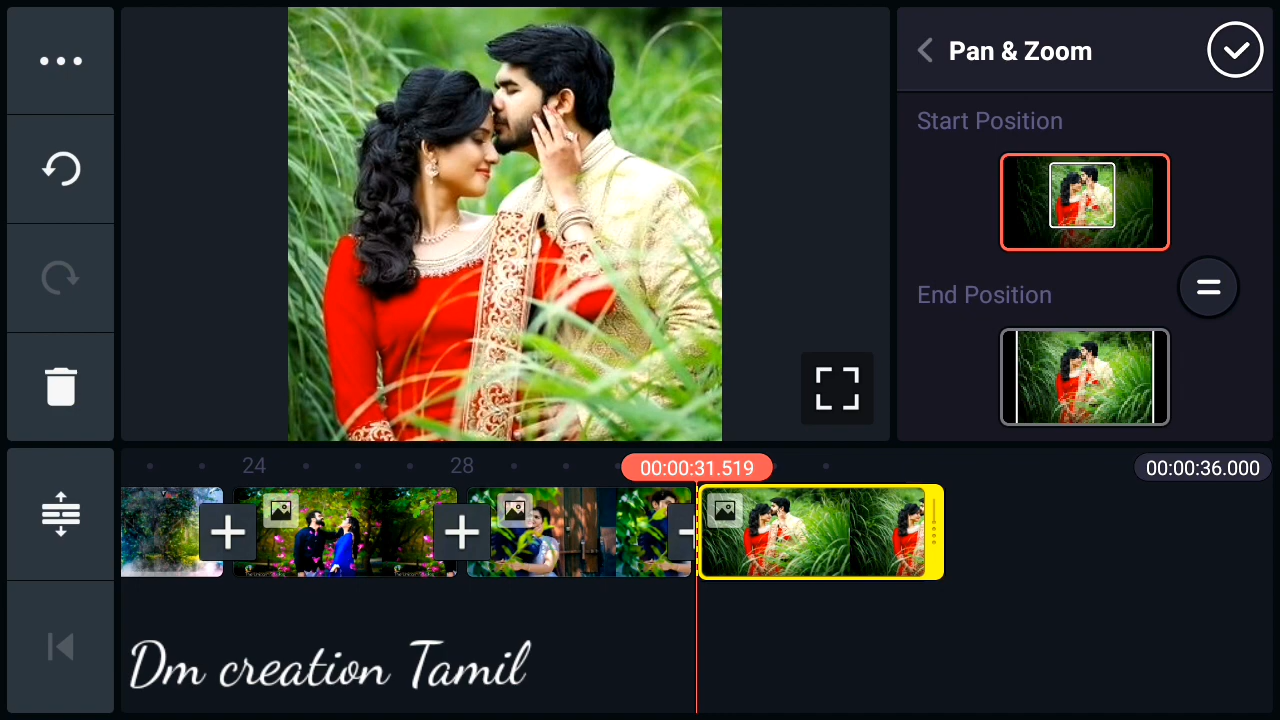 Pan & Zoom
Start Position
End Position
24
28
00:00:31.519
00:00:36.000
Dm creation Tamil